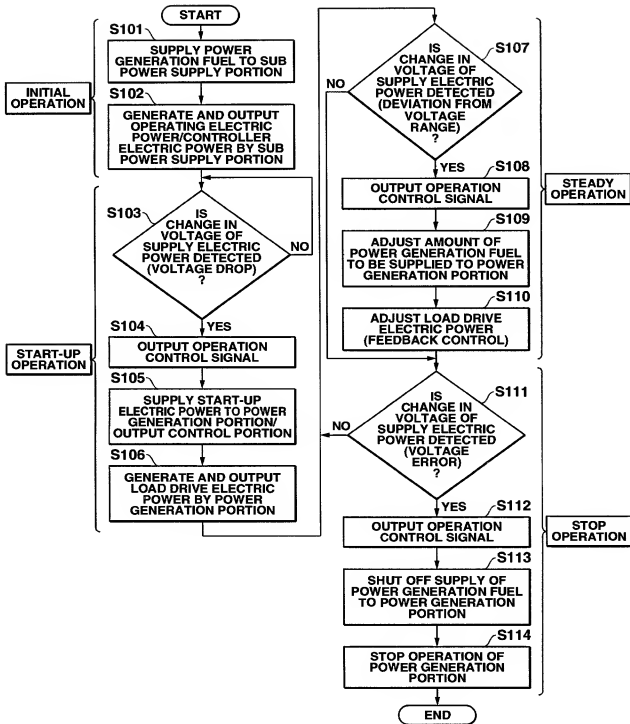 START
S101
SUPPLY POWER
GENERATION FUEL TO SUB
POWER SUPPLY PORTION
INITIAL
OPERATION
S102
GENERATE AND OUTPUT
OPERATING ELECTRIC
POWER/CONTROLLER
ELECTRIC POWER BY SUB
POWER SUPPLY PORTION
S103
IS
CHANGE IN
VOLTAGE OF
SUPPLY ELECTRIC
POWER DETECTED
(VOLTAGE DROP)
?
NO
YES
START-UP
OPERATION
S104
OUTPUT OPERATION
CONTROL SIGNAL
S105
SUPPLY START-UP
ELECTRIC POWER TO POWER
GENERATION PORTION/
OUTPUT CONTROL PORTION
S106
GENERATE AND OUTPUT
LOAD DRIVE ELECTRIC
POWER BY POWER
GENERATION PORTION
S107
IS
CHANGE IN
VOLTAGE OF
SUPPLY ELECTRIC
POWER DETECTED
(DEVIATION FROM
VOLTAGE
RANGE)
?
NO
YES
S108
OUTPUT OPERATION
CONTROL SIGNAL
STEADY
OPERATION
S109
ADJUST AMOUNT OF
POWER GENERATION FUEL
TO BE SUPPLIED TO POWER
GENERATION PORTION
S110
ADJUST LOAD DRIVE
ELECTRIC POWER
(FEEDBACK CONTROL)
S111
IS
CHANGE IN
VOLTAGE OF
SUPPLY ELECTRIC
POWER DETECTED
(VOLTAGE
ERROR)
?
NO
YES
S112
OUTPUT OPERATION
CONTROL SIGNAL
STOP
OPERATION
S113
SHUT OFF SUPPLY OF
POWER GENERATION FUEL
TO POWER GENERATION
PORTION
S114
STOP OPERATION OF
POWER GENERATION
PORTION
END